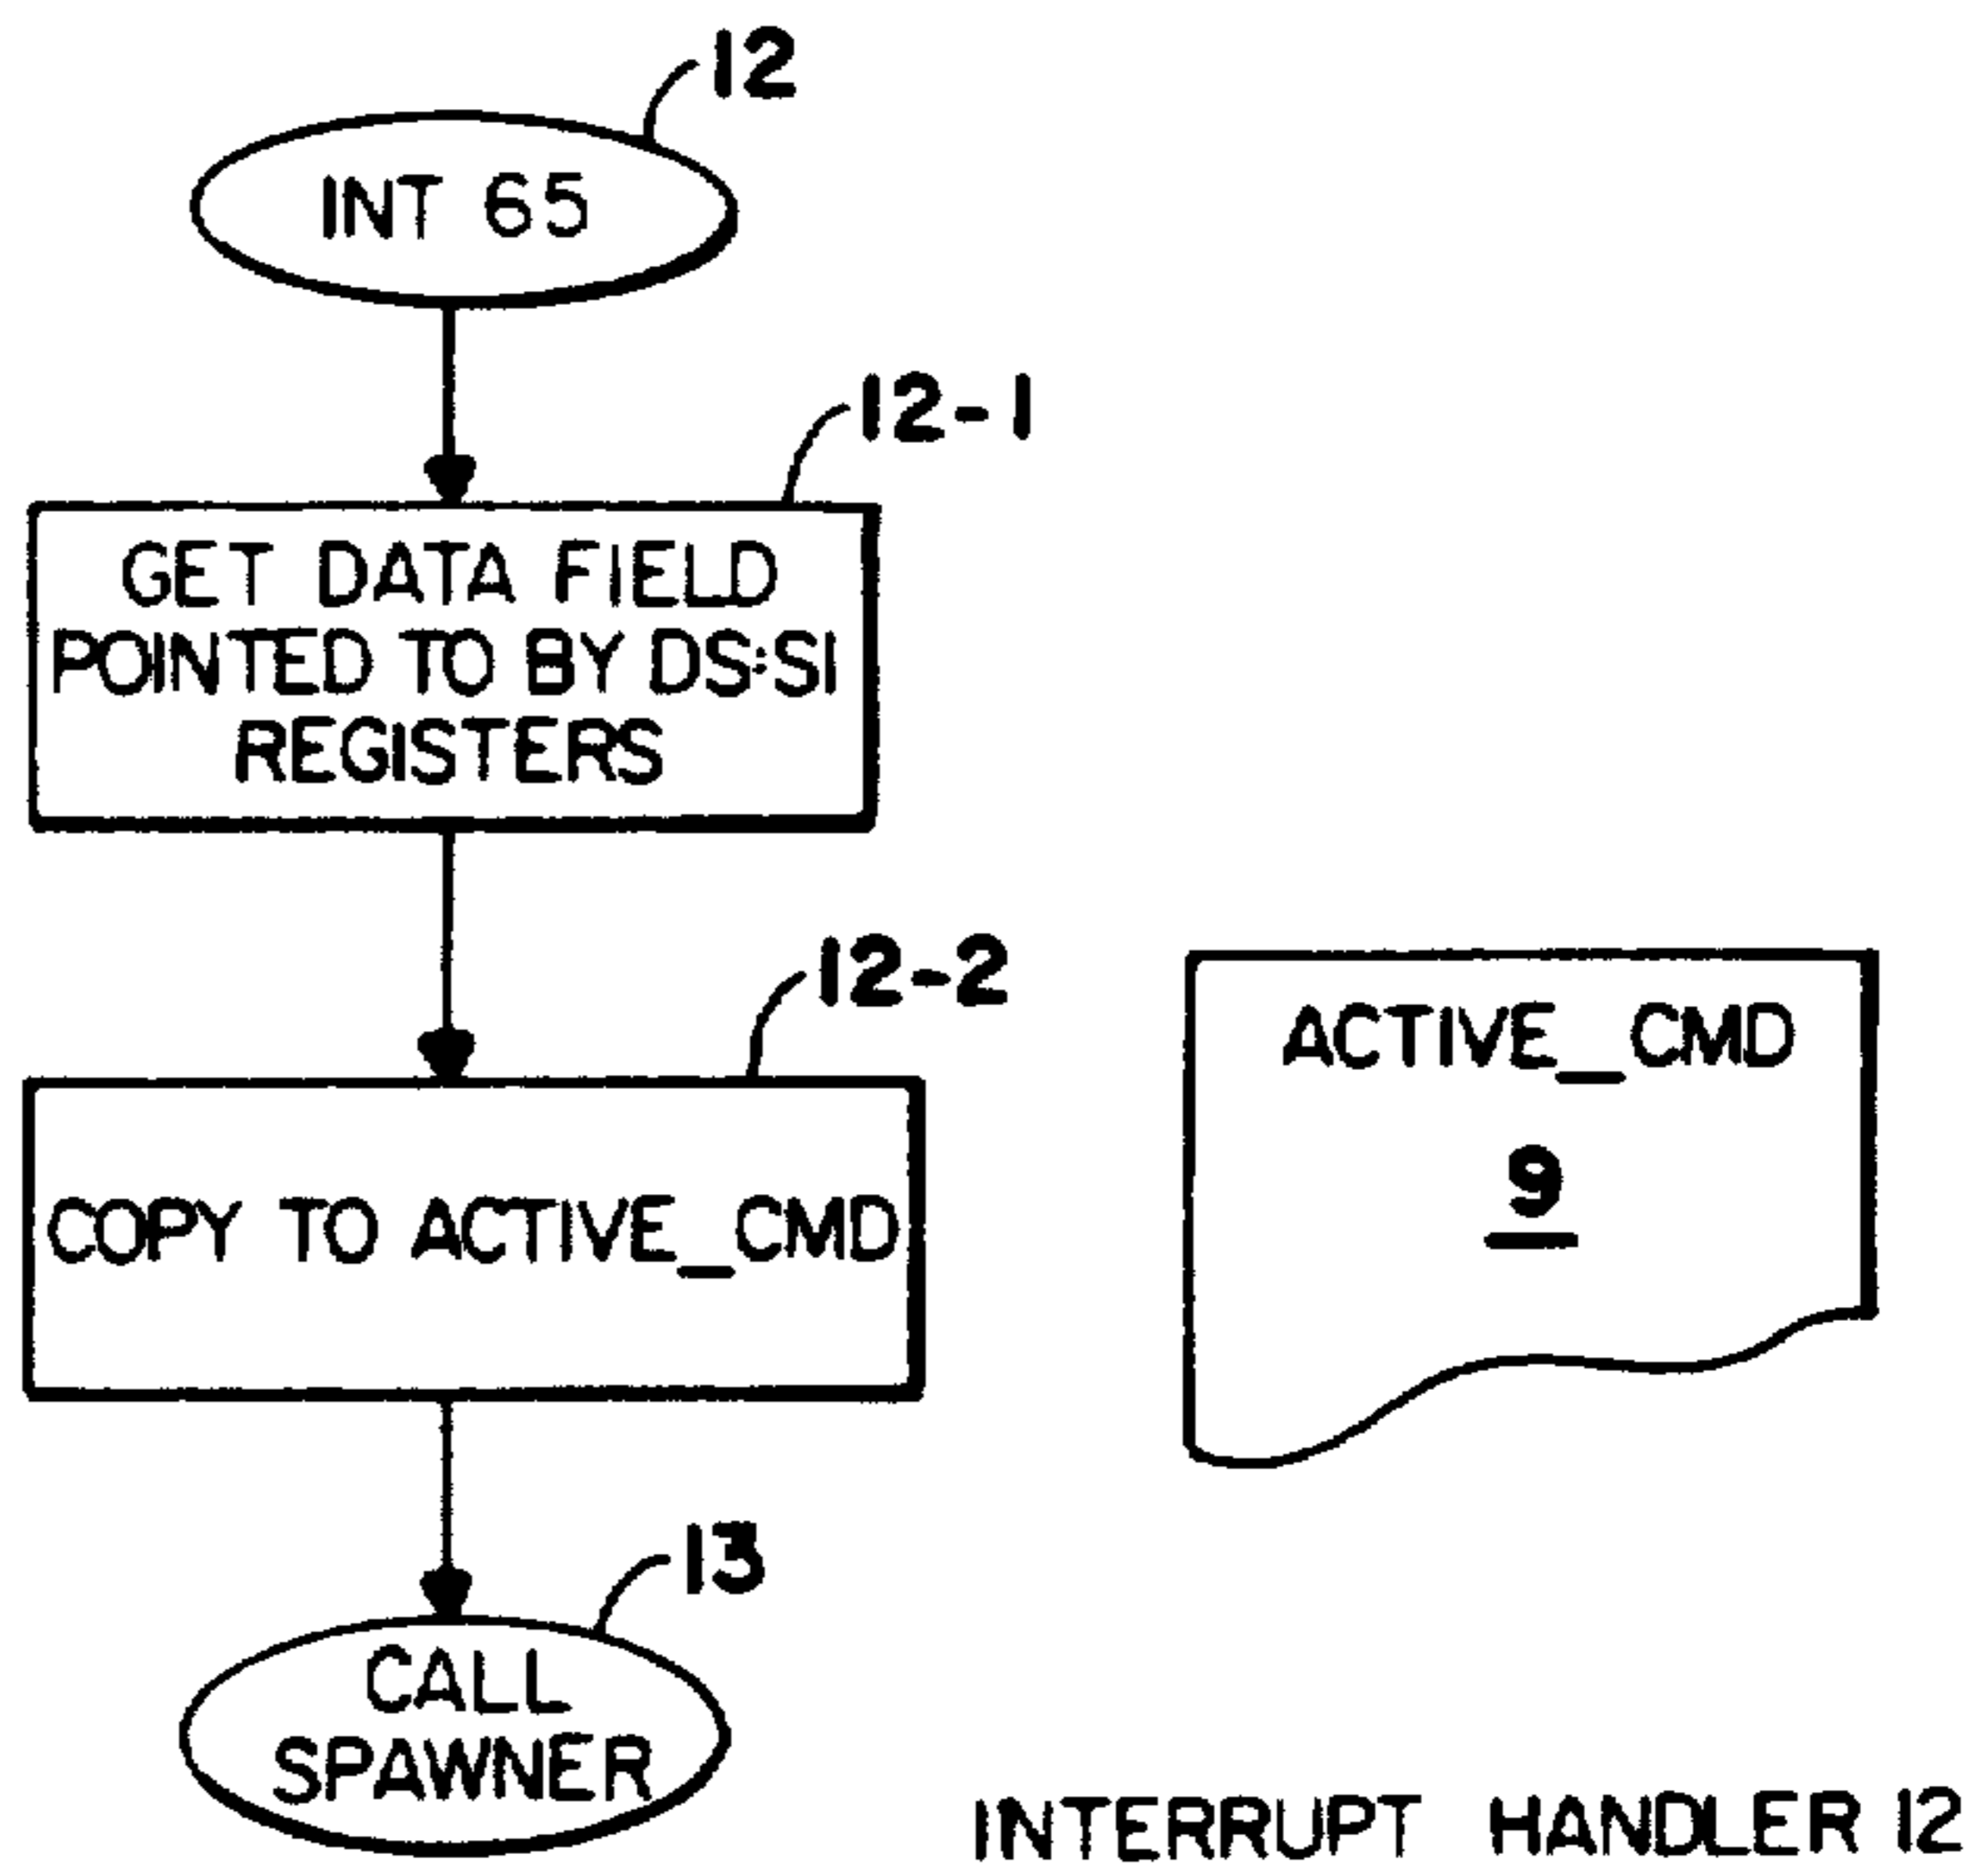 12
INT 65
12-1
GET DATA FIELD
POINTED TO BY DS:SI
REGISTERS
12-2
COPY TO ACTIVE_CMD
ACTIVE_CMD
9
13
CALL
SPAWNER
INTERRUPT HANDLER 12